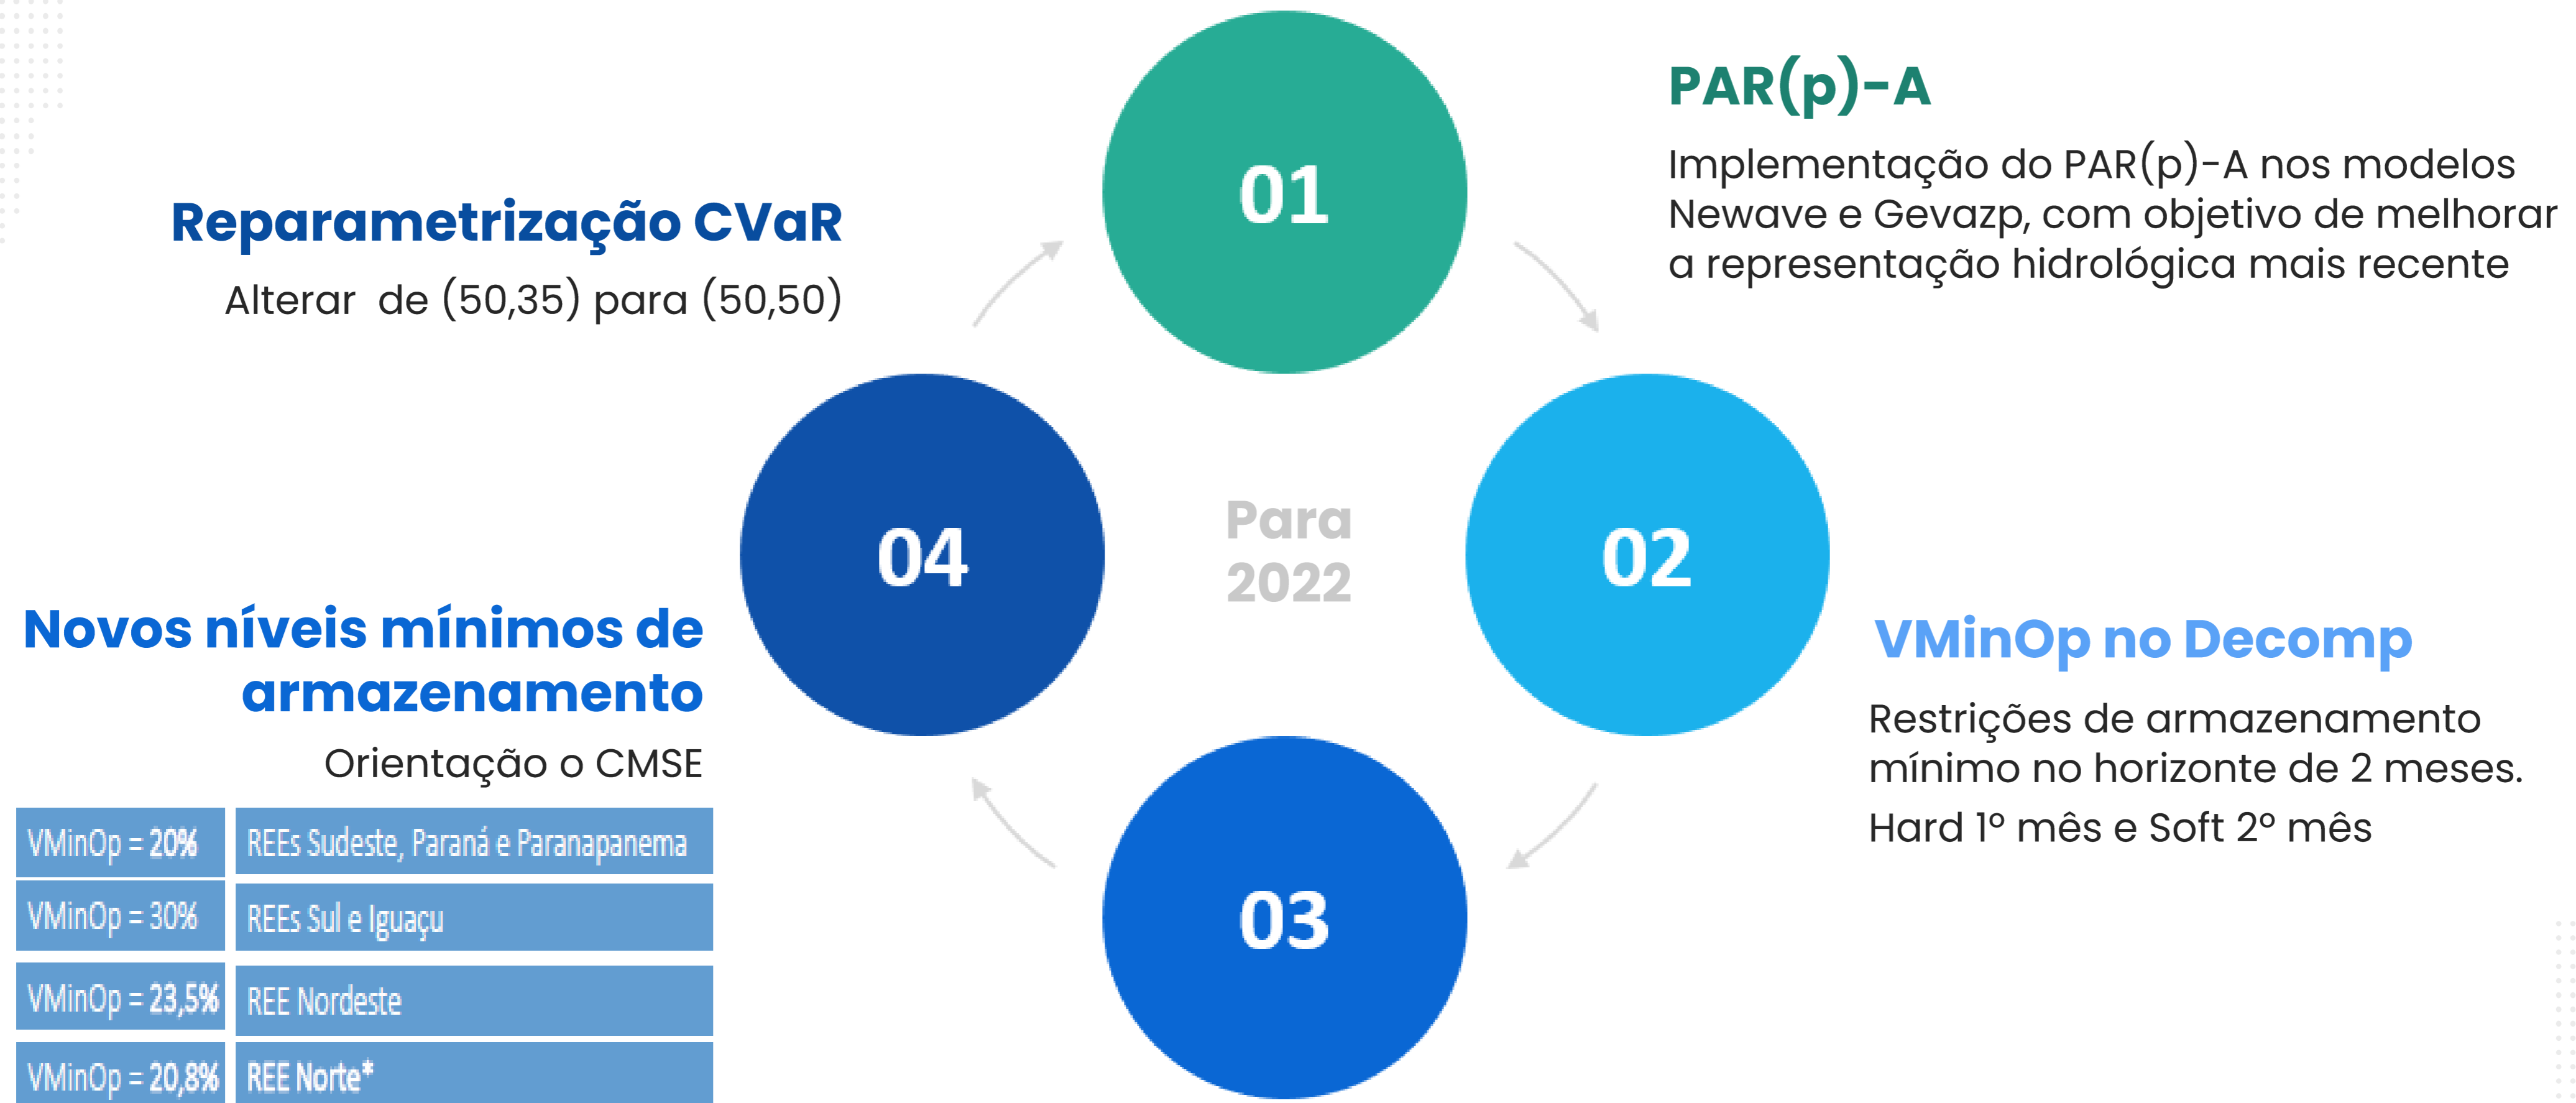 01
PAR(p)-A
Implementação do PAR(p)-A nos modelos
Newave e Gevazp, com objetivo de melhorar
a representação hidrológica mais recente
02
VMinOp no Decomp
Restrições de armazenamento
mínimo no horizonte de 2 meses.
Hard 1º mês e Soft 2º mês
03
Novos níveis mínimos de
armazenamento
Orientação o CMSE
VMinOp = 20% REEs Sudeste, Paraná e Paranapanema
VMinOp = 30% REEs Sul e Iguaçu
VMinOp = 23,5% REE Nordeste
VMinOp = 20,8% REE Norte*
04
Reparametrização CVaR
Alterar de (50,35) para (50,50)
Para
2022